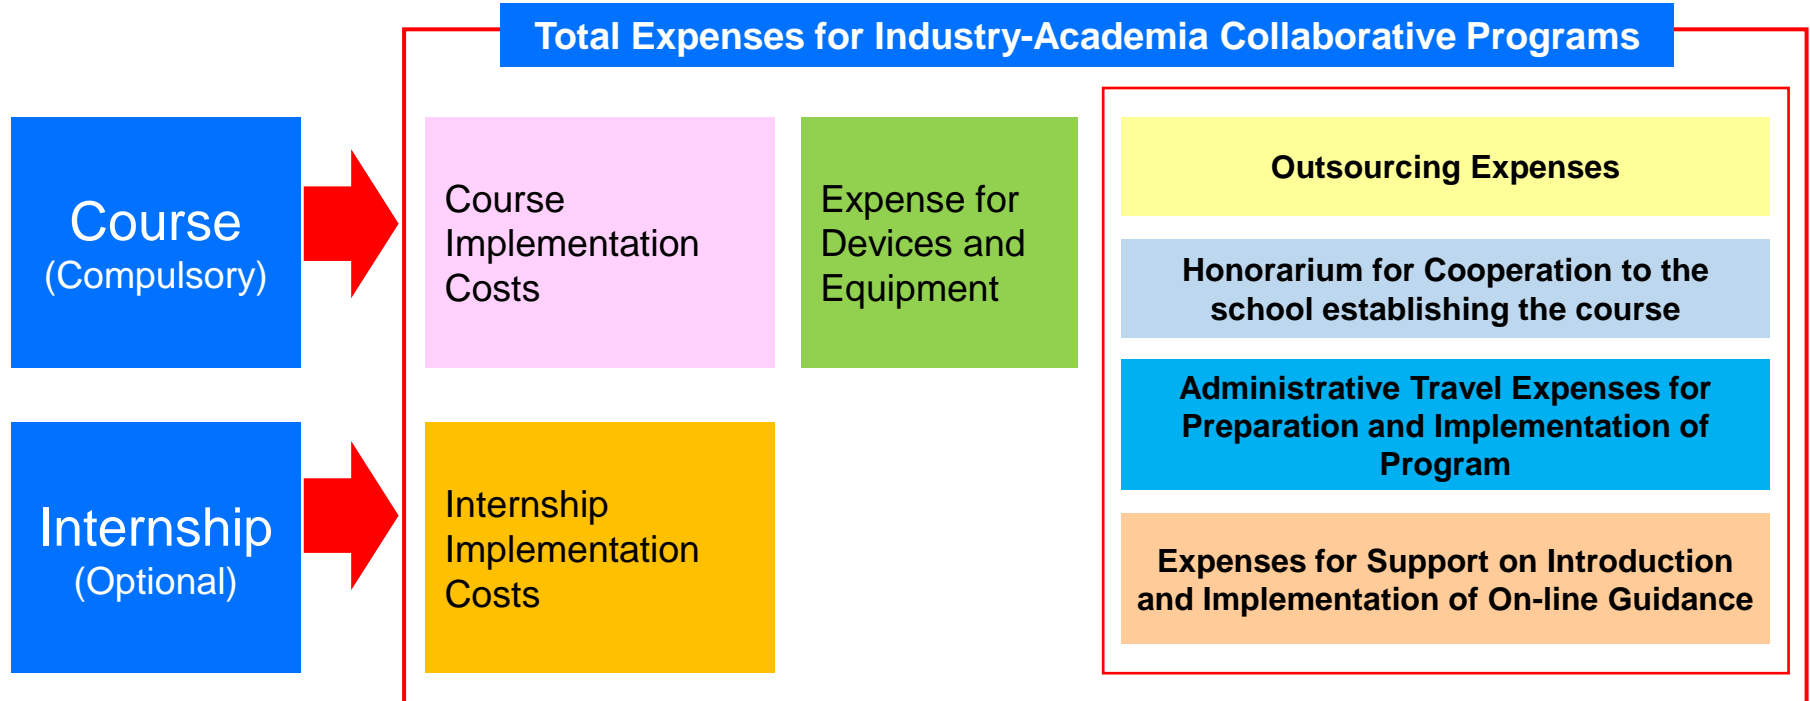 Total Expenses for Industry-Academia Collaborative Programs
Course
(Compulsory)
Course
Implementation
Costs
Expense for
Devices and
Equipment
Outsourcing Expenses
Honorarium for Cooperation to the
school establishing the course
Administrative Travel Expenses for
Preparation and Implementation of
Program
Expenses for Support on Introduction
and Implementation of On-line Guidance
Internship
(Optional)
Internship
Implementation
Costs